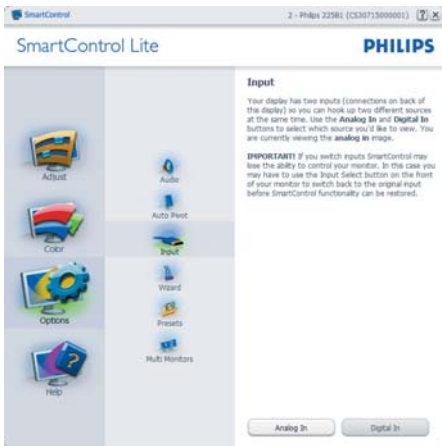 SmartControl
2 - Philips 225B1 (CS30715000001)
SmartControl Lite
PHILIPS
Adjust
Color
Options
Help
Audio
Auto Pivot
Input
Wizard
Presets
Multi Monitors
Input
Your display has two inputs (connections on back of
this display) so you can hook up two different sources
at the same time. Use the Analog In and Digital In
buttons to select which source you'd like to view. You
are currently viewing the analog in image.
IMPORTANT! If you switch inputs SmartControl may
lose the ability to control your monitor. In this case you
may have to use the Input Select button on the front
of your monitor to switch back to the original input
before SmartControl functionality can be restored.
Analog In
Digital In